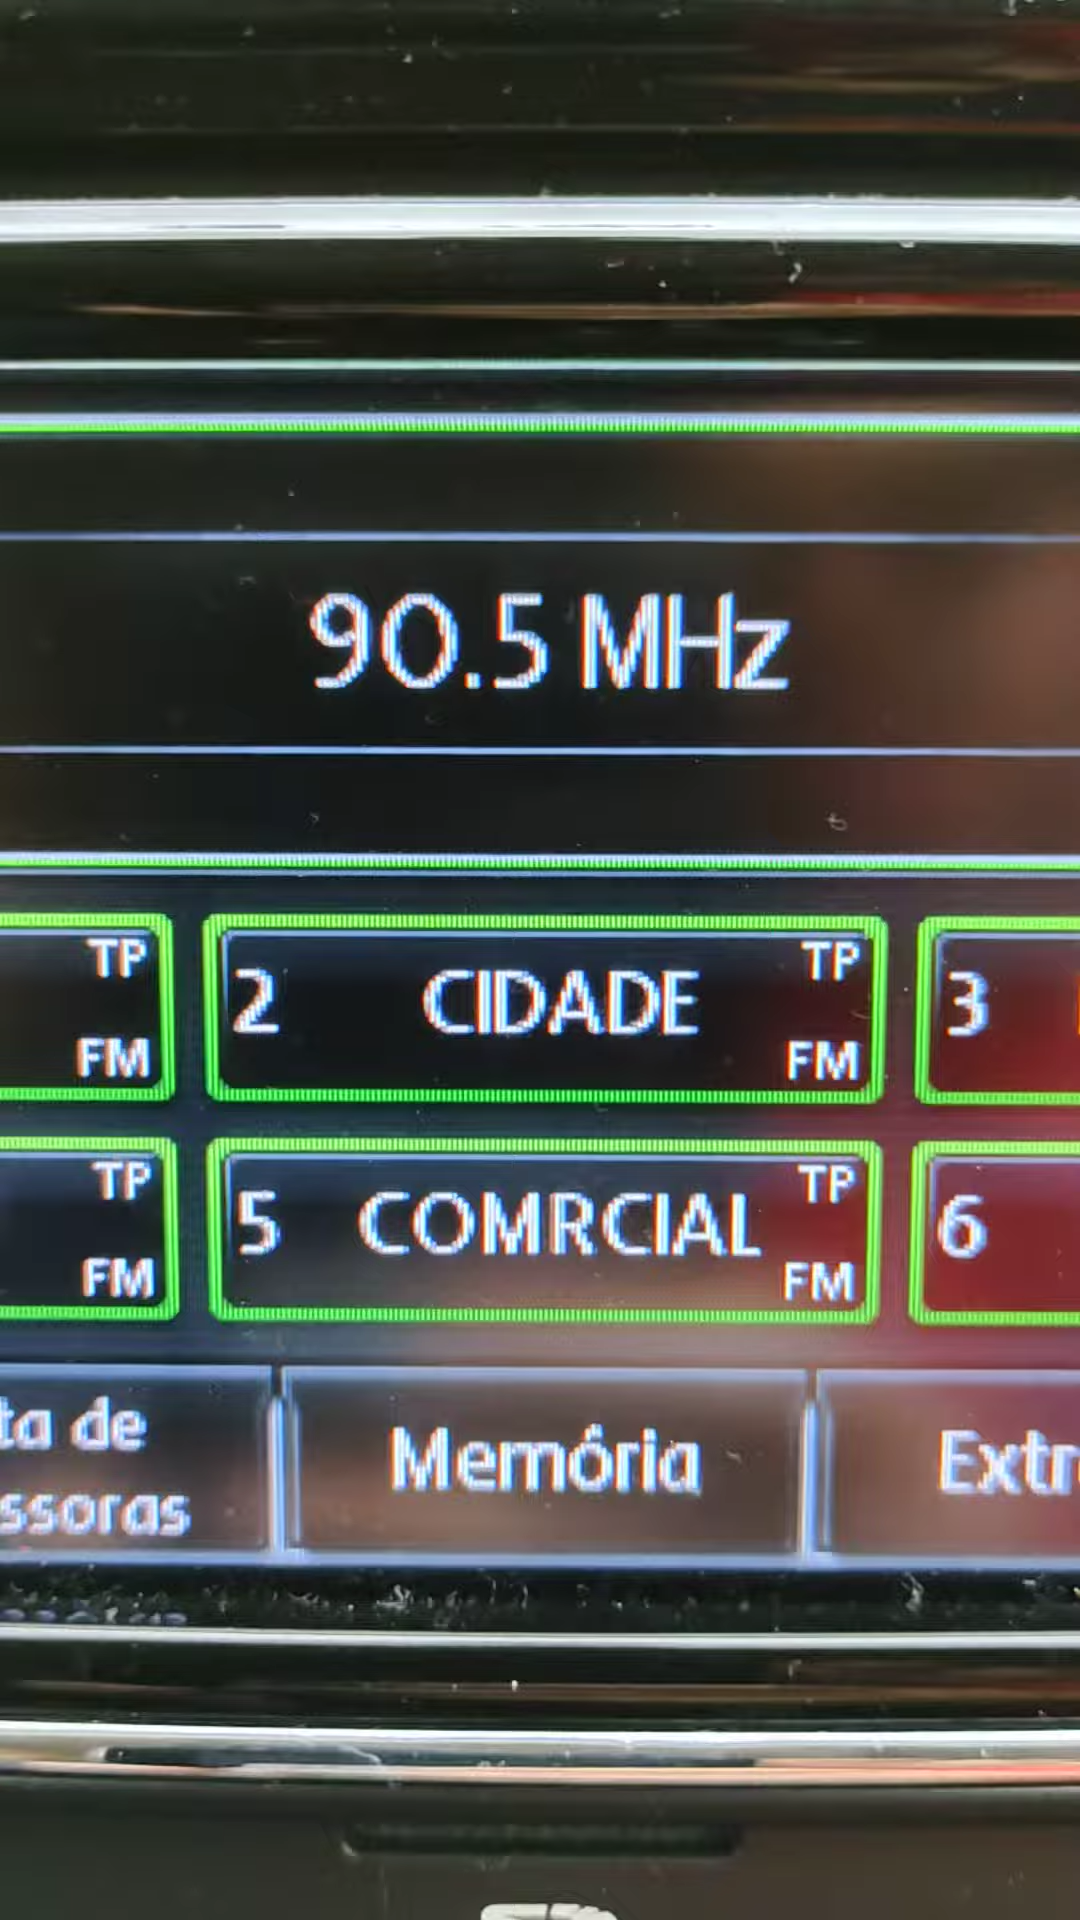 90.5 MHz
TP
FM
2 CIDADE TP
FM
3
TP
FM
5 COMRCIAL TP
FM
6
ta de
ssoras
Memória
Extr